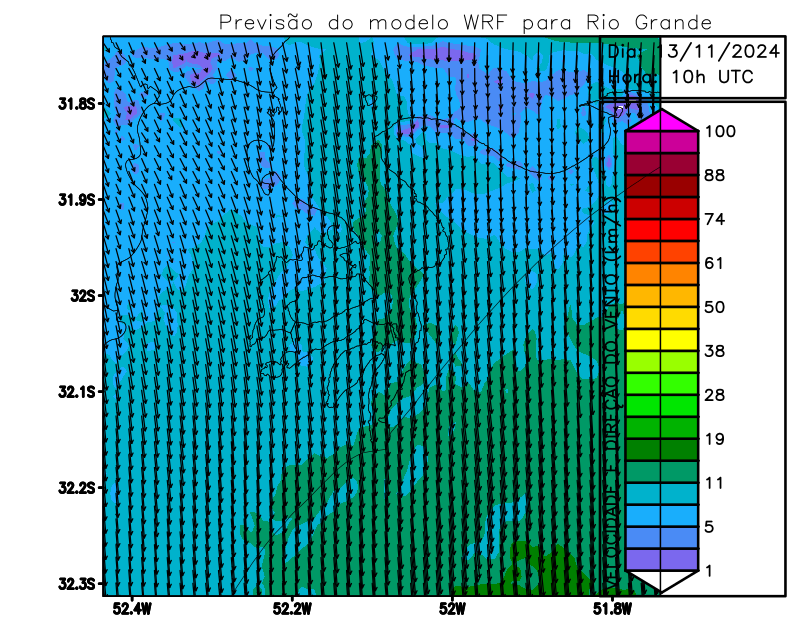 Previsão do modelo WRF para Rio Grande
Dia: 13/11/2024
Hora: 10h UTC
31.8S
31.9S
32S
32.1S
32.2S
32.3S
52.4W
52.2W
52W
51.8W
VELOCIDADE E DIREÇÃO DO VENTO (km/h)
100
88
74
61
50
38
28
19
11
5
1